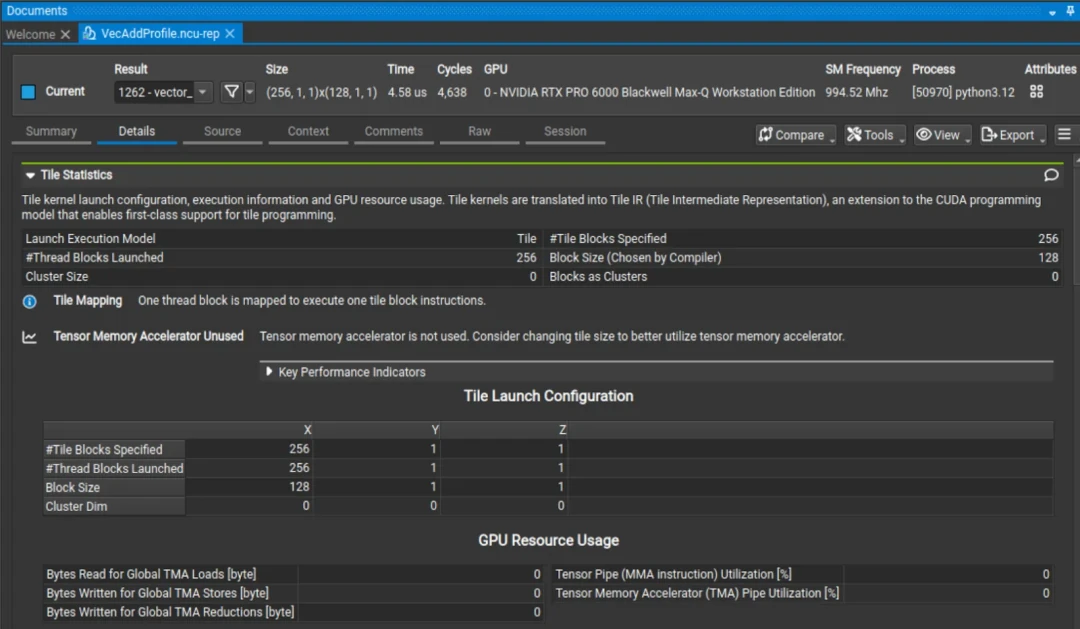 Documents
Welcome VecAddProfile.ncu-rep
Result Size Time Cycles GPU SM Frequency Process Attributes
Current 1262 - vector_ (256, 1, 1)x(128, 1, 1) 4.58 us 4,638 0 - NVIDIA RTX PRO 6000 Blackwell Max-Q Workstation Edition 994.52 Mhz [50970] python3.12
Summary Details Source Context Comments Raw Session Compare Tools View Export
Tile Statistics
Tile kernel launch configuration, execution information and GPU resource usage. Tile kernels are translated into Tile IR (Tile Intermediate Representation), an extension to the CUDA programming
model that enables first-class support for tile programming.
Launch Execution Model Tile #Tile Blocks Specified 256
#Thread Blocks Launched 256 Block Size (Chosen by Compiler) 128
Cluster Size 0 Blocks as Clusters 0
Tile Mapping One thread block is mapped to execute one tile block instructions.
Tensor Memory Accelerator Unused Tensor memory accelerator is not used. Consider changing tile size to better utilize tensor memory accelerator.
Key Performance Indicators
Tile Launch Configuration
X Y Z
#Tile Blocks Specified 256 1 1
#Thread Blocks Launched 256 1 1
Block Size 128 1 1
Cluster Dim 0 0 0
GPU Resource Usage
Bytes Read for Global TMA Loads [byte] 0 Tensor Pipe (MMA instruction) Utilization [%] 0
Bytes Written for Global TMA Stores [byte] 0 Tensor Memory Accelerator (TMA) Pipe Utilization [%] 0
Bytes Written for Global TMA Reductions [byte] 0